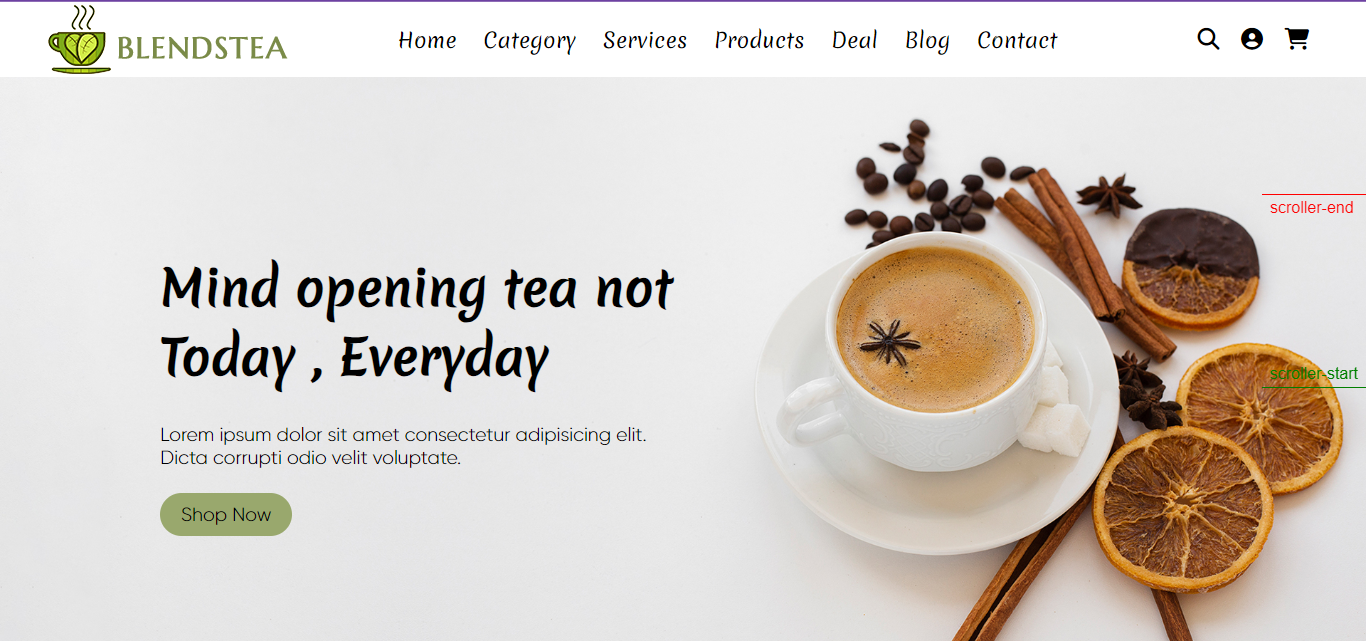 BLENDSTEA
Home Category Services Products Deal Blog Contact
scroller-end
Mind opening tea not
Today , Everyday
scroller-start
Lorem ipsum dolor sit amet consectetur adipisicing elit.
Dicta corrupti odio velit voluptate.
Shop Now